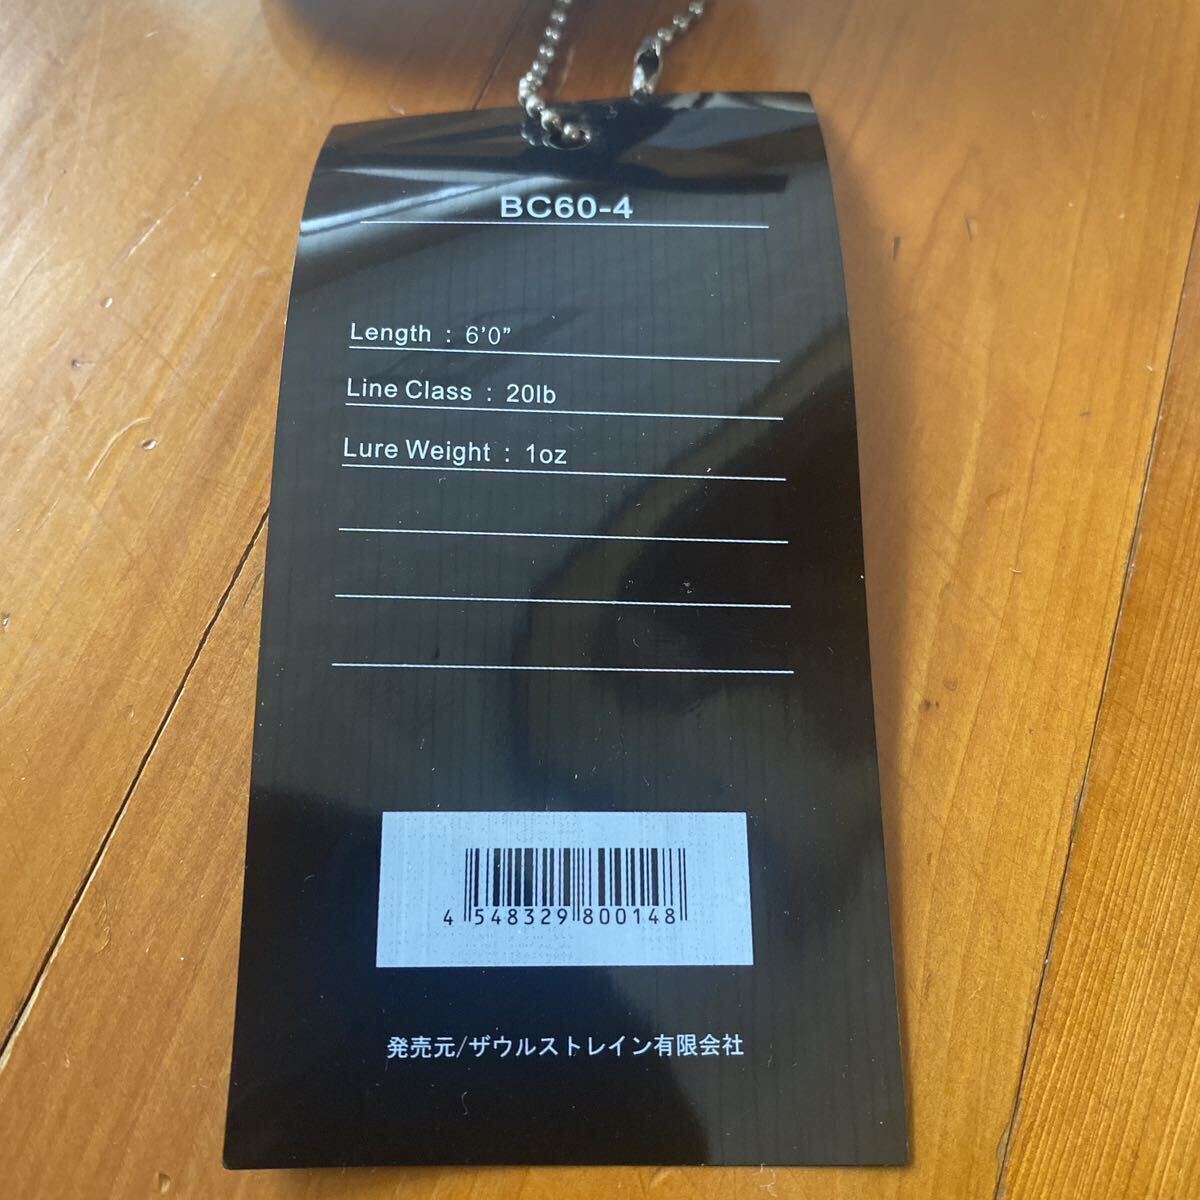 BC60-4
Length : 6'0"
Line Class : 20lb
Lure Weight : 1oz
4 548329 800148
発売元/ザウルストレイン有限会社